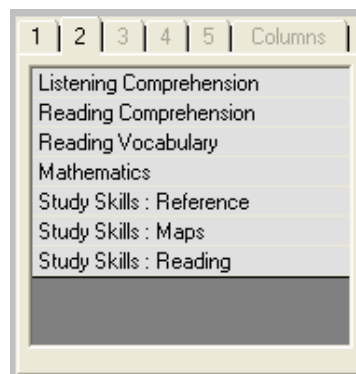 1 2 3 4 5 Columns
Listening Comprehension
Reading Comprehension
Reading Vocabulary
Mathematics
Study Skills : Reference
Study Skills : Maps
Study Skills : Reading